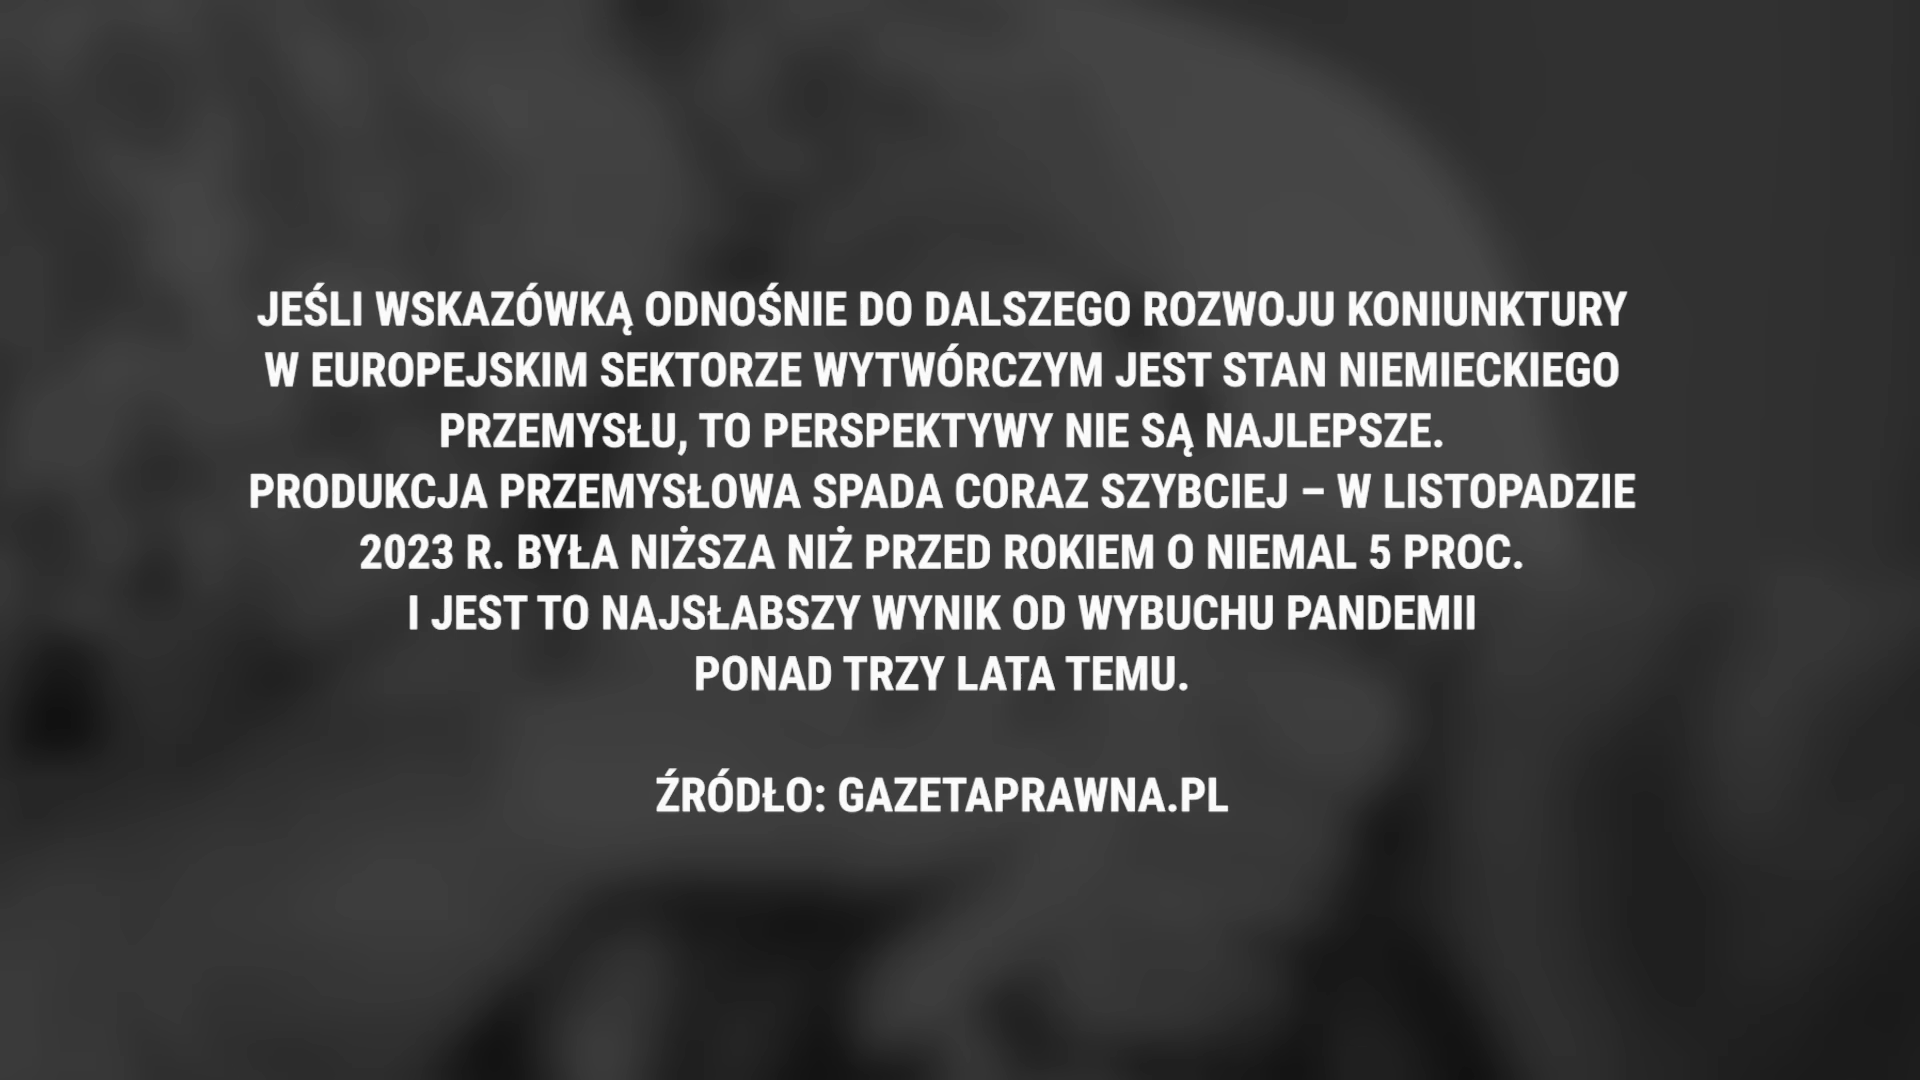 JEŚLI WSKAZÓWKĄ ODNOŚNIE DO DALSZEGO ROZWOJU KONIUNKTURY
W EUROPEJSKIM SEKTORZE WYTWÓRCZYM JEST STAN NIEMIECKIEGO
PRZEMYSŁU, TO PERSPEKTYWY NIE SĄ NAJLEPSZE.
PRODUKCJA PRZEMYSŁOWA SPADA CORAZ SZYBCIEJ – W LISTOPADZIE
2023 R. BYŁA NIŻSZA NIŻ PRZED ROKIEM O NIEMAL 5 PROC.
I JEST TO NAJSŁABSZY WYNIK OD WYBUCHU PANDEMII
PONAD TRZY LATA TEMU.
ŹRÓDŁO: GAZETAPRAWNA.PL